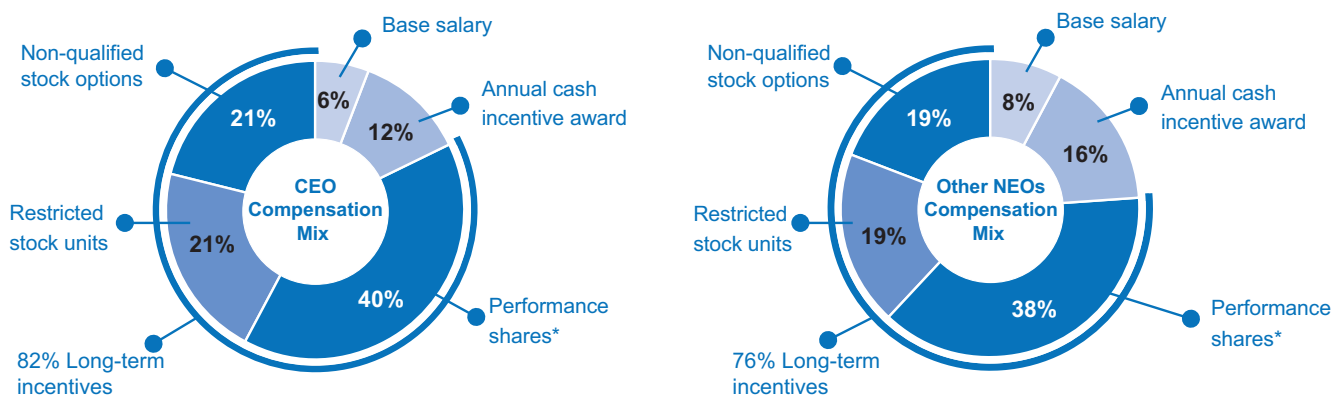 Base salary
Non-qualified
stock options
6%
21%
Annual cash
incentive award
12%
CEO
Compensation
Mix
Restricted
stock units
21%
40%
Performance
shares*
82% Long-term
incentives
Base salary
Non-qualified
stock options
8%
19%
Annual cash
incentive award
16%
Other NEOs
Compensation
Mix
Restricted
stock units
19%
38%
Performance
shares*
76% Long-term
incentives